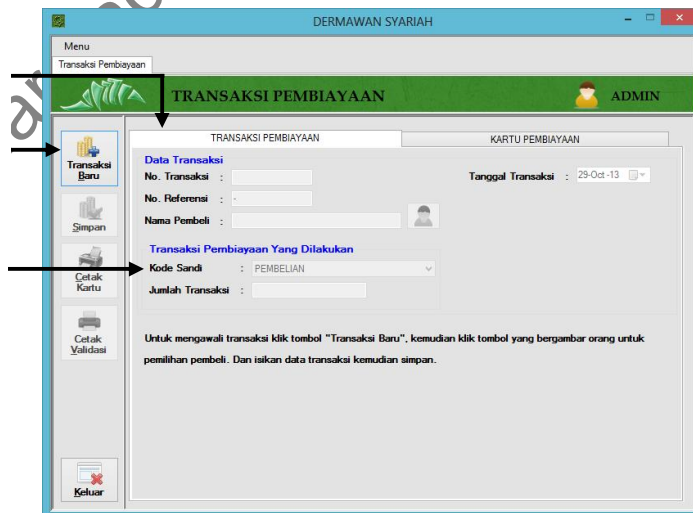 DERMAWAN SYARIAH
Menu
Transaksi Pembiayaan
TRANSAKSI PEMBIAYAAN
ADMIN
TRANSAKSI PEMBIAYAAN
KARTU PEMBIAYAAN
Transaksi
Baru
Simpan
Cetak
Kartu
Cetak
Validasi
Keluar
Data Transaksi
No. Transaksi :
Tanggal Transaksi : 29-Oct-13
No. Referensi : -
Nama Pembeli :
Transaksi Pembiayaan Yang Dilakukan
Kode Sandi : PEMBELIAN
Jumlah Transaksi :
Untuk mengawali transaksi klik tombol "Transaksi Baru", kemudian klik tombol yang bergambar orang untuk
pemilihan pembeli. Dan isikan data transaksi kemudian simpan.